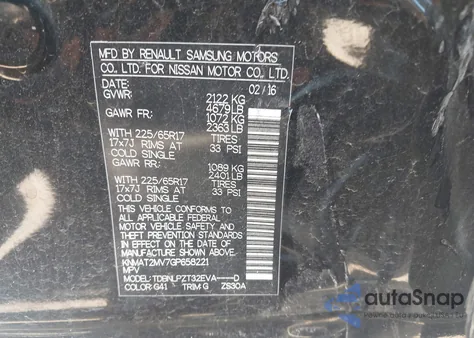 MFD BY RENAULT SAMSUNG MOTORS
CO. LTD. FOR NISSAN MOTOR CO., LTD.
DATE: 02/16
GVWR: 2122 KG
4679 LB
GAWR FR: 1072 KG
2363 LB
WITH 225/65R17 TIRES
17x7J RIMS AT 33 PSI
COLD SINGLE
GAWR RR: 1089 KG
2401 LB
WITH 225/65R17 TIRES
17x7J RIMS AT 33 PSI
COLD SINGLE
THIS VEHICLE CONFORMS TO
ALL APPLICABLE FEDERAL
MOTOR VEHICLE SAFETY AND
THEFT PREVENTION STANDARDS
IN EFFECT ON THE DATE OF
MANUFACTURE SHOWN ABOVE.
KNMAT2MV7GP658221
MPV
MODEL: TDBNLPZT32EVA----D
COLOR: G41 TRIM G ZS30A
autoSnap